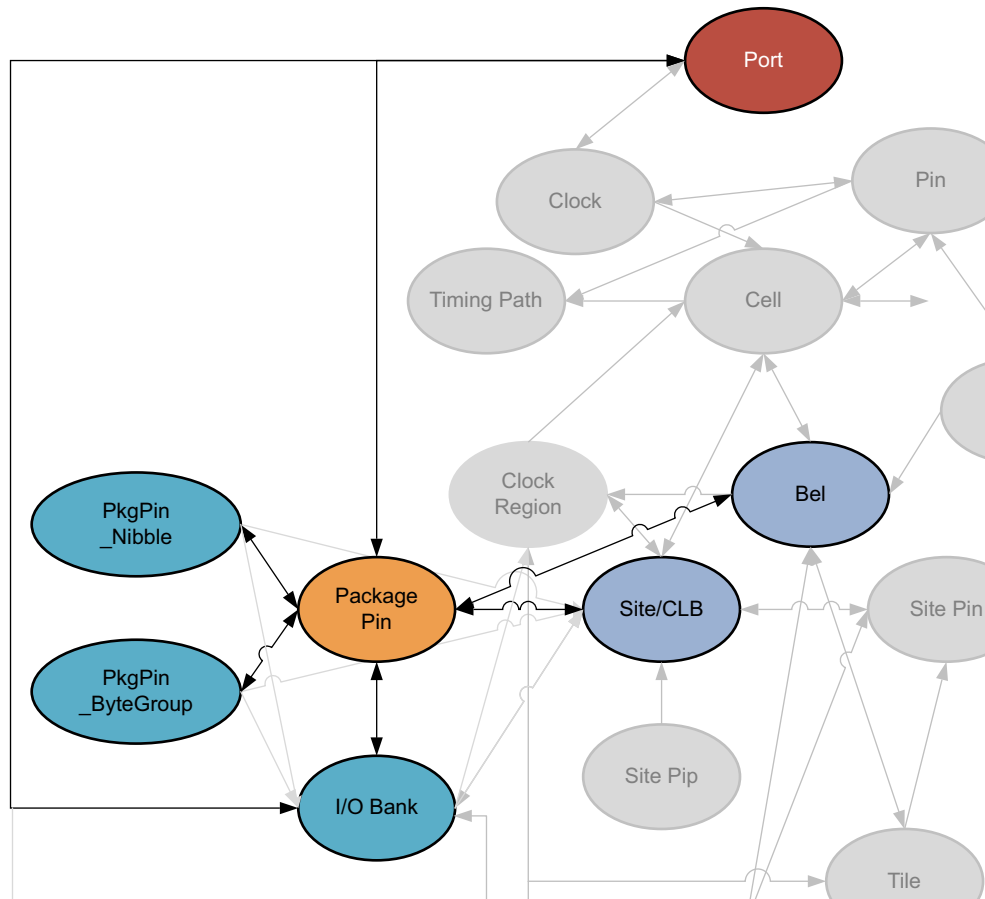 Port
Pin
Clock
Timing Path
Cell
Clock
Region
Bel
PkgPin
_Nibble
Package
Pin
Site/CLB
Site Pin
PkgPin
_ByteGroup
Site Pip
I/O Bank
Tile